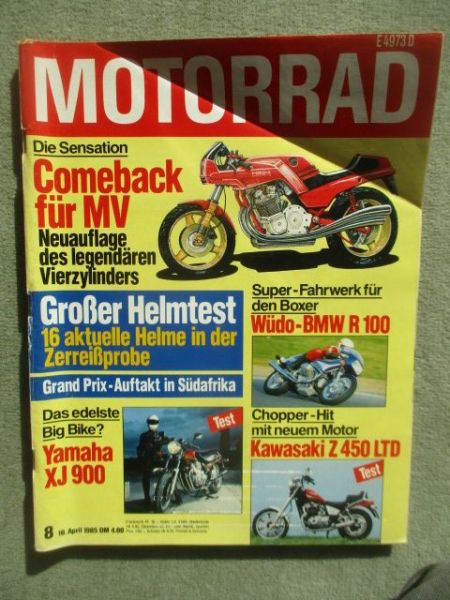 E4973D
MOTORRAD
Die Sensation
Comeback
für MV
Neuauflage
des legendären
Vierzylinders
Großer Helmtest
16 aktuelle Helme in der
Zerreißprobe
Grand Prix-Auftakt in Südafrika
Super-Fahrwerk für
den Boxer
Wüdo-BMW R 100
Das edelste
Big Bike?
Yamaha
XJ 900
Test
Chopper-Hit
mit neuem Motor
Kawasaki Z 450 LTD
Test
8 10. April 1985 DM 4.00